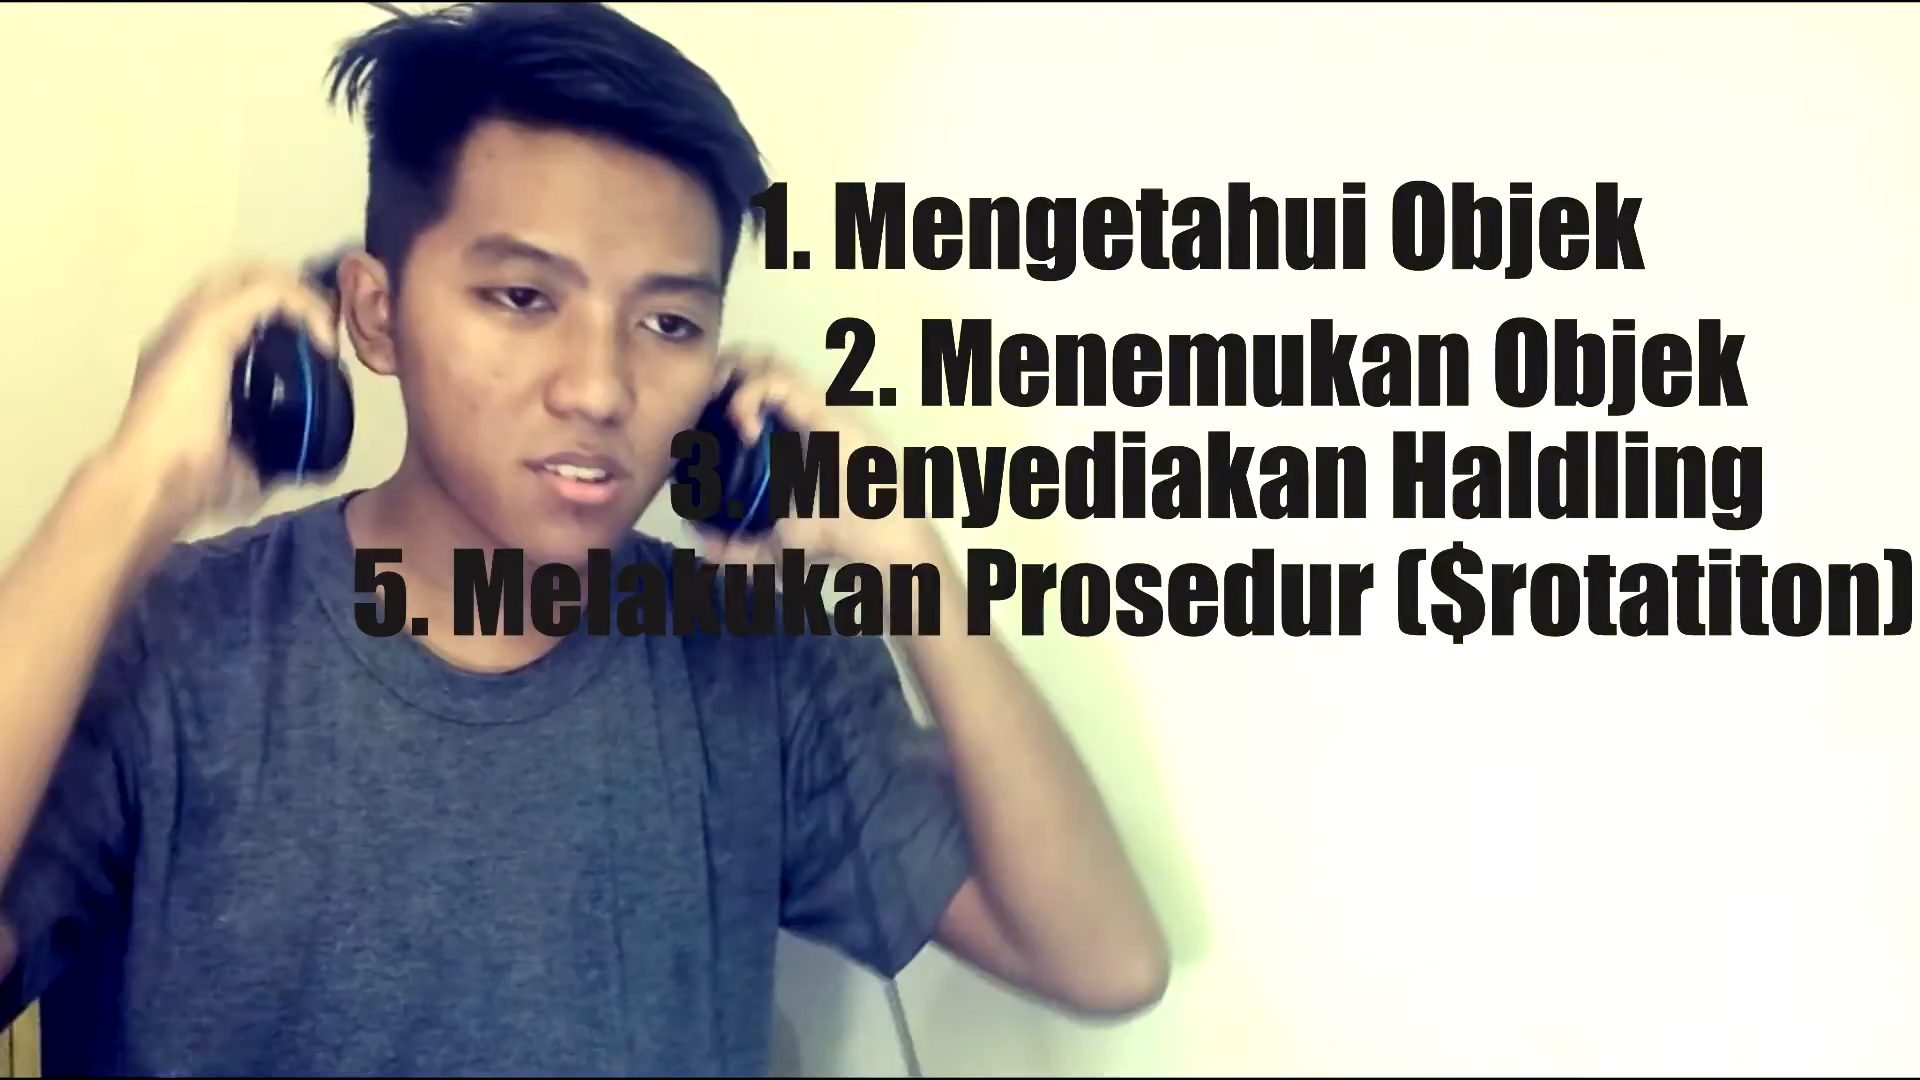 1. Mengetahui Objek
2. Menemukan Objek
3. Menyediakan Haldling
5. Melakukan Prosedur ($rotatiton)